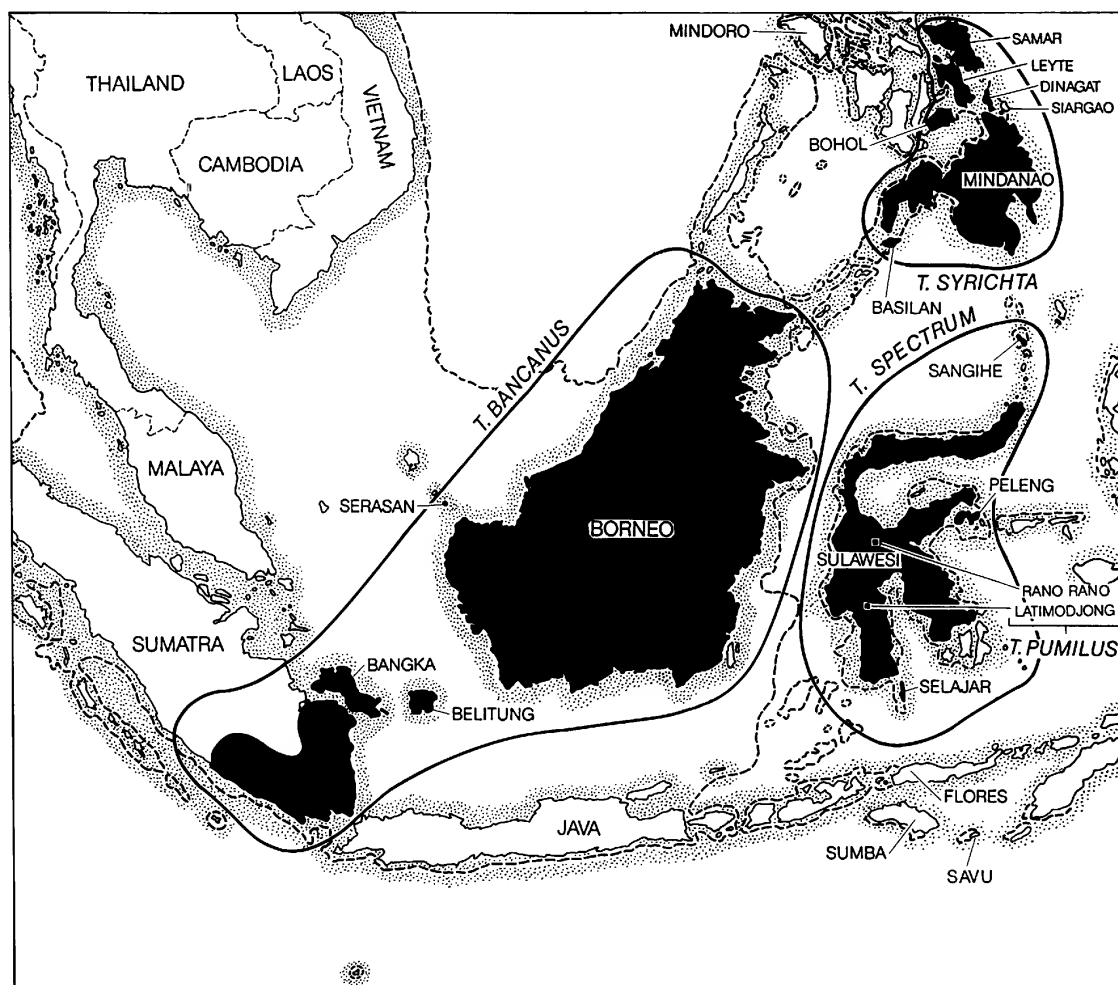 MINDORO
SAMAR
LAOS
LEYTE
THAILAND
DINAGAT
SIARGAO
VIETNAM
BOHOL
CAMBODIA
MINDANAO
T. SYRICHTA
BASILAN
T. BANCANUS
T. SPECTRUM
SANGIHE
MALAYA
PELENG
SERASAN
BORNEO
SULAWESI
RANO RANO
LATIMODJONG
SUMATRA
T. PUMILUS
BANGKA
SELAJAR
BELITUNG
FLORES
JAVA
SUMBA
SAVU